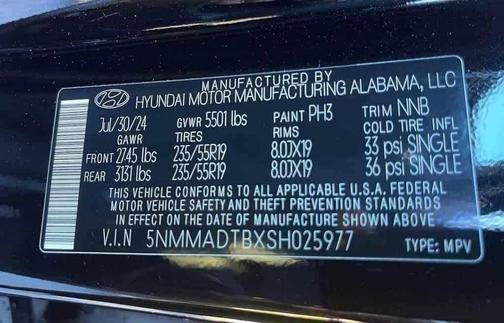 MANUFACTURED BY
HYUNDAI MOTOR MANUFACTURING ALABAMA, LLC
Jul/30/24 GVWR 5501 lbs PAINT PH3 TRIM NNB
GAWR TIRES RIMS COLD TIRE INFL
FRONT 2745 lbs 235/55R19 8.0JX19 33 psi SINGLE
REAR 3131 lbs 235/55R19 8.0JX19 36 psi SINGLE
THIS VEHICLE CONFORMS TO ALL APPLICABLE U.S.A. FEDERAL
MOTOR VEHICLE SAFETY AND THEFT PREVENTION STANDARDS
IN EFFECT ON THE DATE OF MANUFACTURE SHOWN ABOVE.
V.I.N 5NMMADTBXSH025977 TYPE: MPV